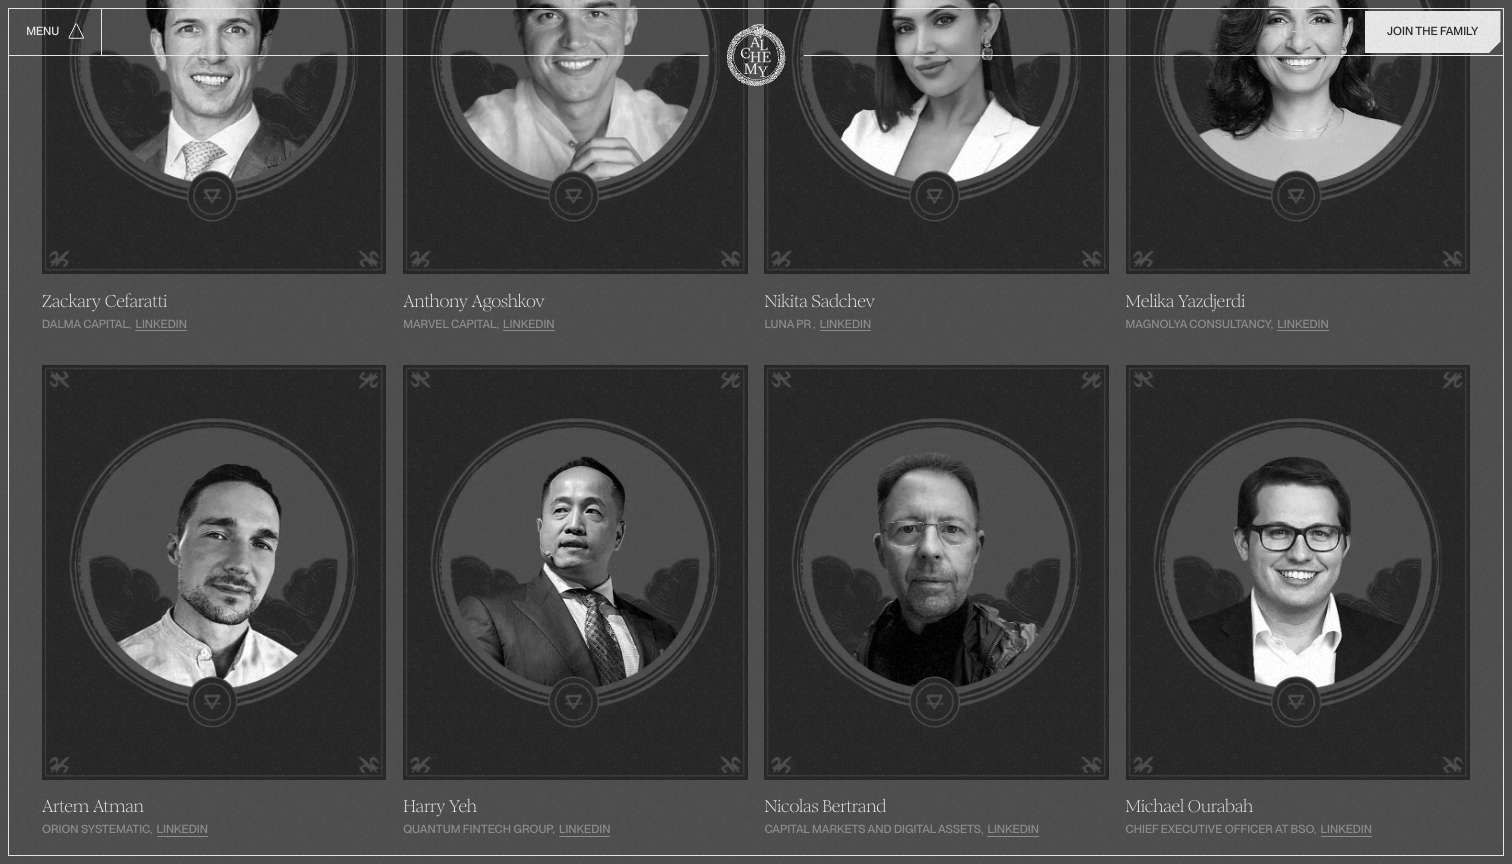 MENU
AL
CHE
MY
JOIN THE FAMILY
Zackary Cefaratti
DALMA CAPITAL, LINKEDIN
Anthony Agoshkov
MARVEL CAPITAL, LINKEDIN
Nikita Sadchev
LUNA PR , LINKEDIN
Melika Yazdjerdi
MAGNOLYA CONSULTANCY, LINKEDIN
Artem Atman
ORION SYSTEMATIC, LINKEDIN
Harry Yeh
QUANTUM FINTECH GROUP, LINKEDIN
Nicolas Bertrand
CAPITAL MARKETS AND DIGITAL ASSETS, LINKEDIN
Michael Ourabah
CHIEF EXECUTIVE OFFICER AT BSO, LINKEDIN